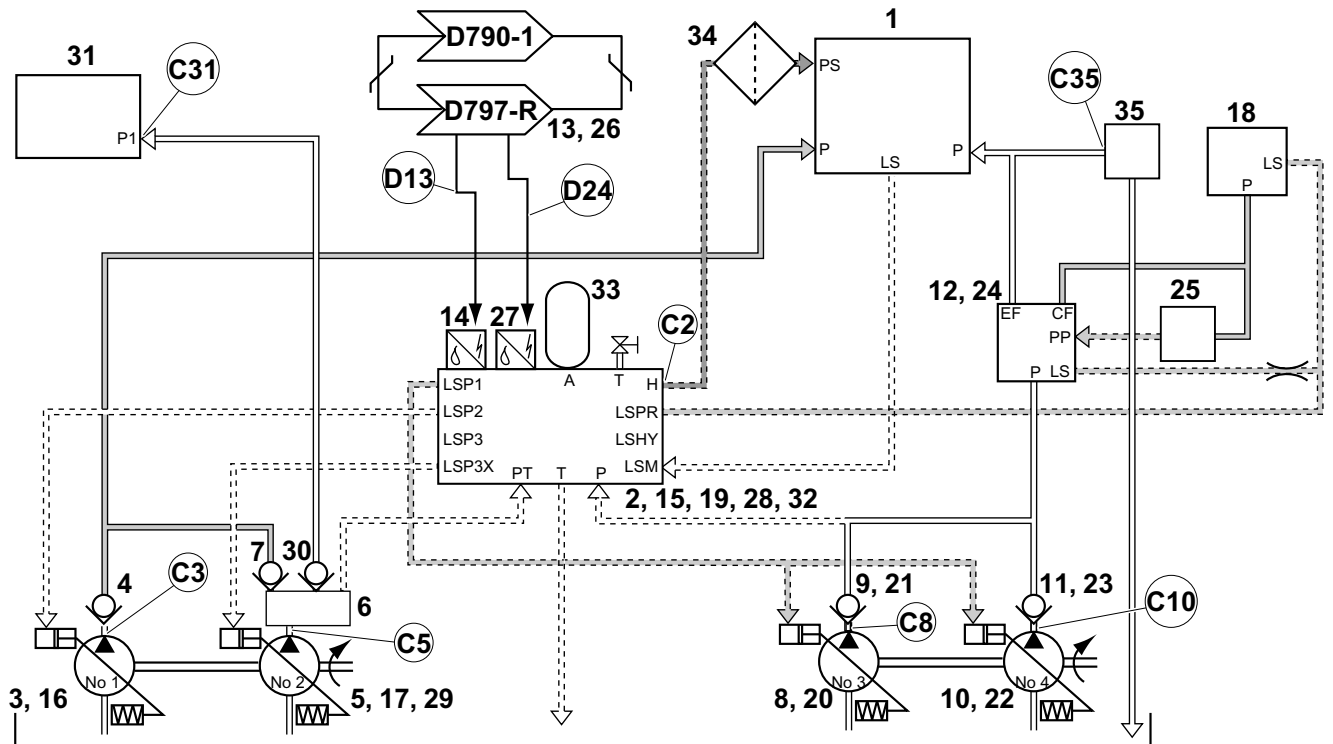 1
31
C31
D790-1
34
PS
C35
35
18
D797-R
13, 26
P1
P
P
LS
LS
P
D13
D24
33
12, 24
25
EF
CF
PP
P
LS
14
27
C2
A
T
H
LSP1
LSP2
LSPR
LSP3
LSHY
LSP3X
LSM
PT
T
P
2, 15, 19, 28, 32
7
30
4
C3
6
C5
9, 21
C8
11, 23
C10
No 1
No 2
No 3
No 4
3, 16
5, 17, 29
8, 20
10, 22